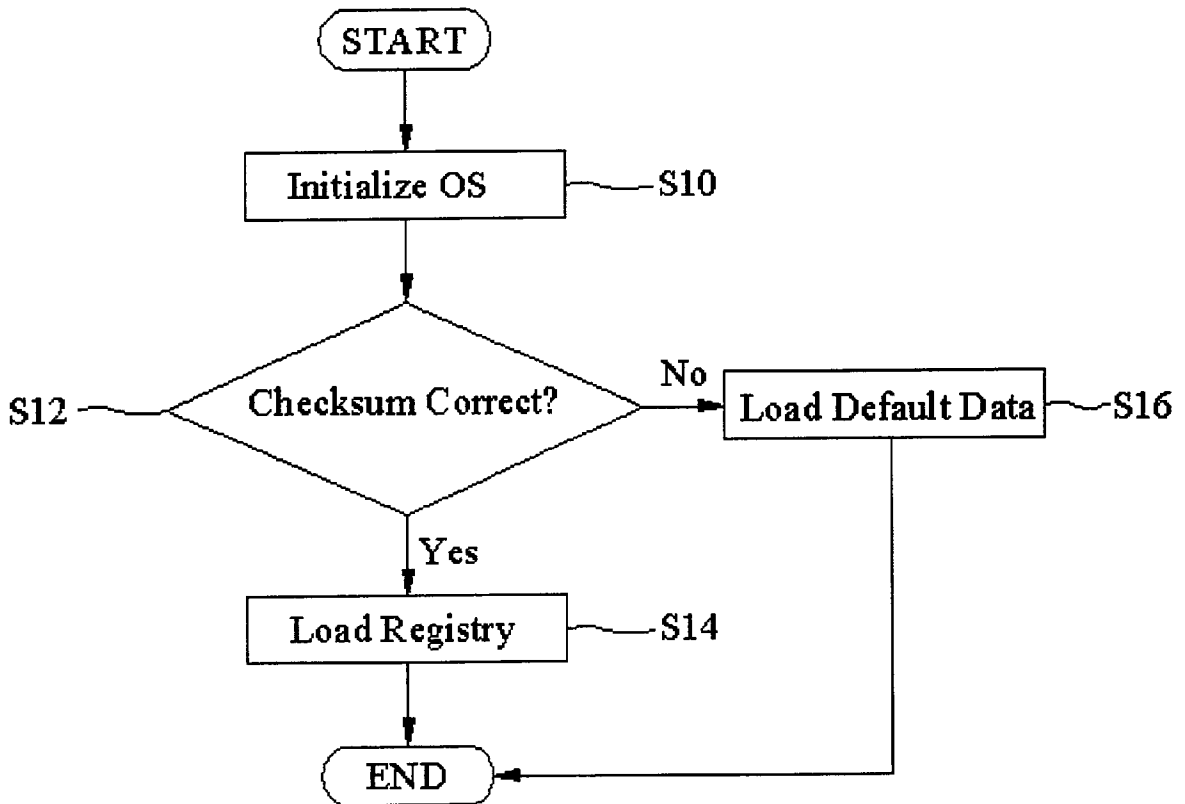 START
Initialize OS
S10
Checksum Correct?
S12
No
Load Default Data
S16
Yes
Load Registry
S14
END